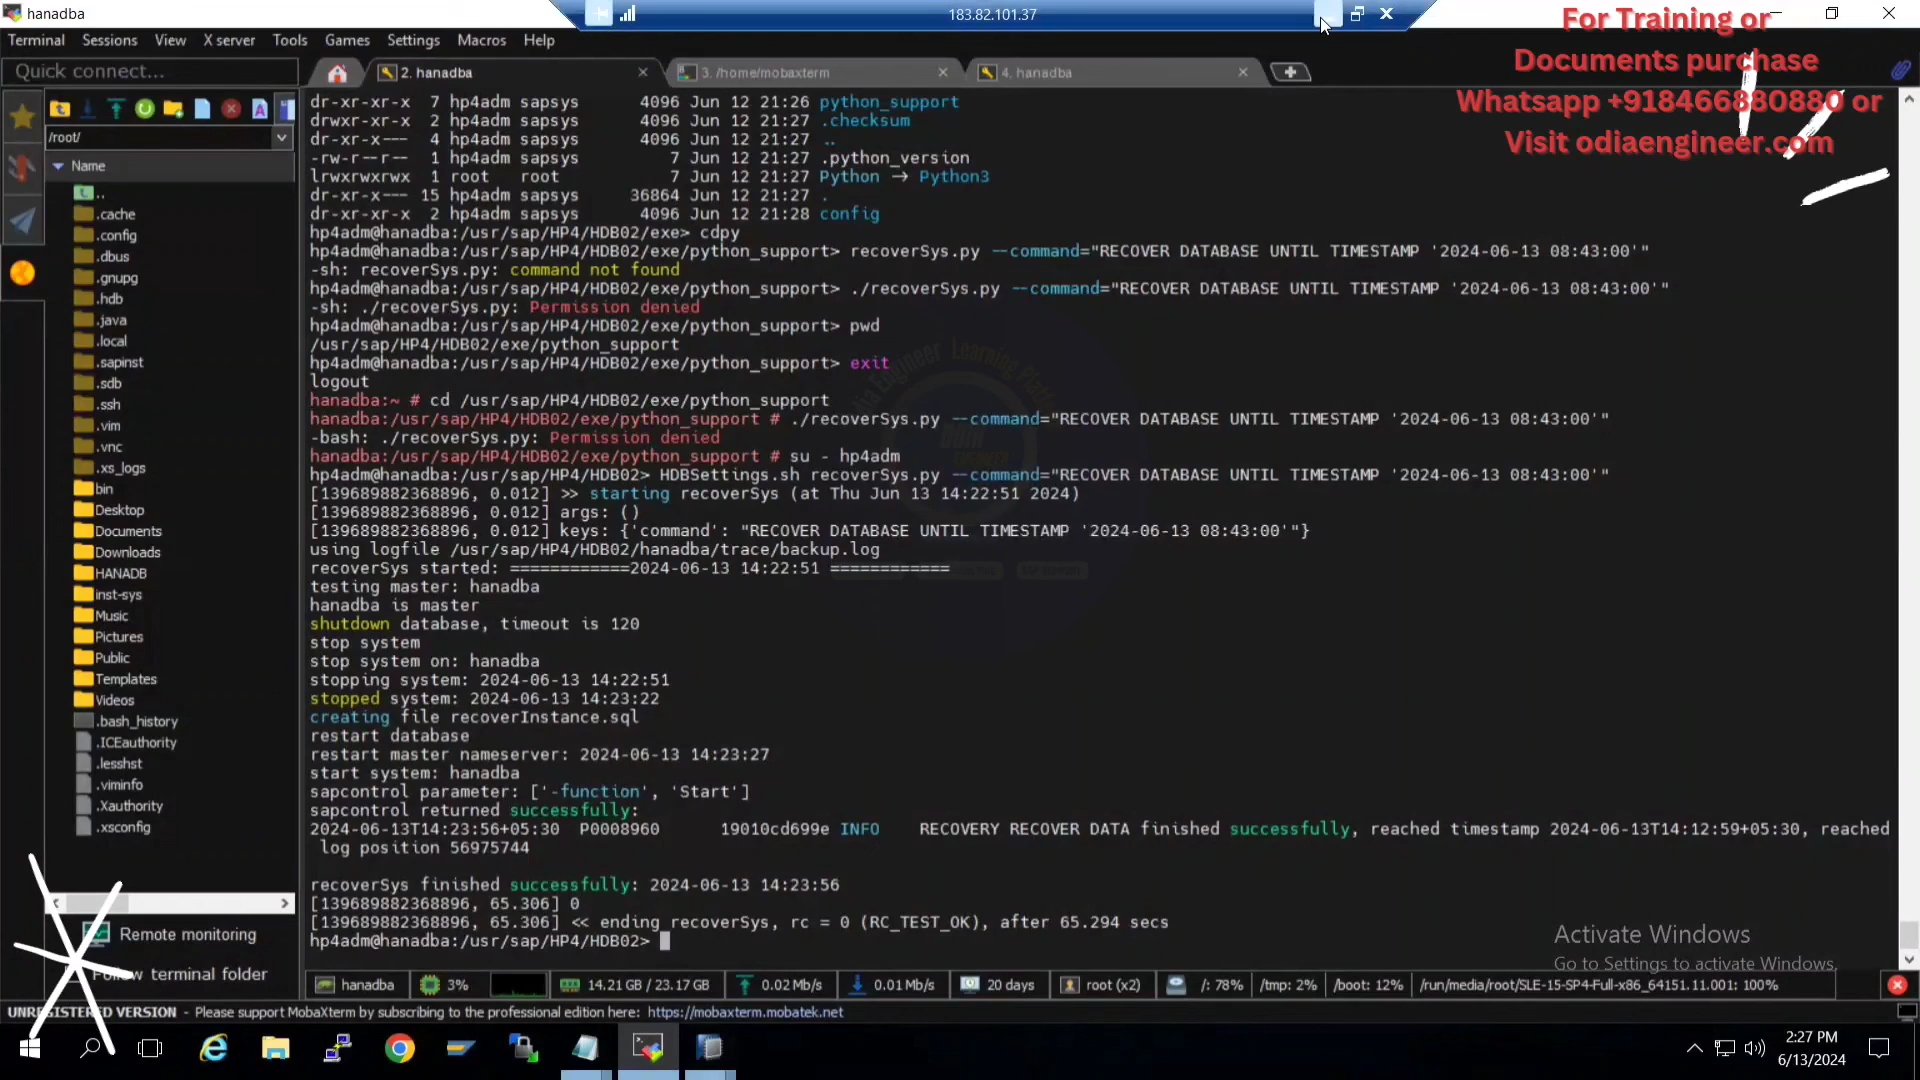 hanadba
183.82.101.37
For Training or
Documents purchase
Whatsapp +918466880880 or
Visit odiaengineer.com
Terminal Sessions View X server Tools Games Settings Macros Help
Quick connect...
2. hanadba
3. /home/mobaxterm
4. hanadba
/root/
Name
..
.cache
.config
.dbus
.gnupg
.hdb
.java
.local
.sapinst
.sdb
.ssh
.vim
.vnc
.xs_logs
bin
Desktop
Documents
Downloads
HANADB
inst-sys
Music
Pictures
Public
Templates
Videos
.bash_history
.ICEauthority
.lesshst
.viminfo
.Xauthority
.xsconfig
Remote monitoring
Follow terminal folder
dr-xr-xr-x 7 hp4adm sapsys 4096 Jun 12 21:26 python_support
drwxr-xr-x 2 hp4adm sapsys 4096 Jun 12 21:27 .checksum
dr-xr-x--- 4 hp4adm sapsys 4096 Jun 12 21:27 ..
-rw-r--r-- 1 hp4adm sapsys 7 Jun 12 21:27 .python_version
lrwxrwxrwx 1 root root 7 Jun 12 21:27 Python → Python3
dr-xr-x--- 15 hp4adm sapsys 36864 Jun 12 21:27 .
dr-xr-xr-x 2 hp4adm sapsys 4096 Jun 12 21:28 config
hp4adm@hanadba:/usr/sap/HP4/HDB02/exe> cdpy
hp4adm@hanadba:/usr/sap/HP4/HDB02/exe/python_support> recoverSys.py --command="RECOVER DATABASE UNTIL TIMESTAMP '2024-06-13 08:43:00'"
-sh: recoverSys.py: command not found
hp4adm@hanadba:/usr/sap/HP4/HDB02/exe/python_support> ./recoverSys.py --command="RECOVER DATABASE UNTIL TIMESTAMP '2024-06-13 08:43:00'"
-sh: ./recoverSys.py: Permission denied
hp4adm@hanadba:/usr/sap/HP4/HDB02/exe/python_support> pwd
/usr/sap/HP4/HDB02/exe/python_support
hp4adm@hanadba:/usr/sap/HP4/HDB02/exe/python_support> exit
logout
hanadba:~ # cd /usr/sap/HP4/HDB02/exe/python_support
hanadba:/usr/sap/HP4/HDB02/exe/python_support # ./recoverSys.py --command="RECOVER DATABASE UNTIL TIMESTAMP '2024-06-13 08:43:00'"
-bash: ./recoverSys.py: Permission denied
hanadba:/usr/sap/HP4/HDB02/exe/python_support # su - hp4adm
hp4adm@hanadba:/usr/sap/HP4/HDB02> HDBSettings.sh recoverSys.py --command="RECOVER DATABASE UNTIL TIMESTAMP '2024-06-13 08:43:00'"
[139689882368896, 0.012] >> starting recoverSys (at Thu Jun 13 14:22:51 2024)
[139689882368896, 0.012] args: ()
[139689882368896, 0.012] keys: {'command': "RECOVER DATABASE UNTIL TIMESTAMP '2024-06-13 08:43:00'"}
using logfile /usr/sap/HP4/HDB02/hanadba/trace/backup.log
recoverSys started: ============2024-06-13 14:22:51 ============
testing master: hanadba
hanadba is master
shutdown database, timeout is 120
stop system
stop system on: hanadba
stopping system: 2024-06-13 14:22:51
stopped system: 2024-06-13 14:23:22
creating file recoverInstance.sql
restart database
restart master nameserver: 2024-06-13 14:23:27
start system: hanadba
sapcontrol parameter: ['-function', 'Start']
sapcontrol returned successfully:
2024-06-13T14:23:56+05:30 P0008960 19010cd699e INFO RECOVERY RECOVER DATA finished successfully, reached timestamp 2024-06-13T14:12:59+05:30, reached
log position 56975744
recoverSys finished successfully: 2024-06-13 14:23:56
[139689882368896, 65.306] 0
[139689882368896, 65.306] << ending recoverSys, rc = 0 (RC_TEST_OK), after 65.294 secs
hp4adm@hanadba:/usr/sap/HP4/HDB02>
Activate Windows
Go to Settings to activate Windows.
hanadba 3% 14.21 GB / 23.17 GB 0.02 Mb/s 0.01 Mb/s 20 days root (x2) /: 78% /tmp: 2% /boot: 12% /run/media/root/SLE-15-SP4-Full-x86_64151.11.001: 100%
UNREGISTERED VERSION - Please support MobaXterm by subscribing to the professional edition here: https://mobaxterm.mobatek.net
2:27 PM
6/13/2024